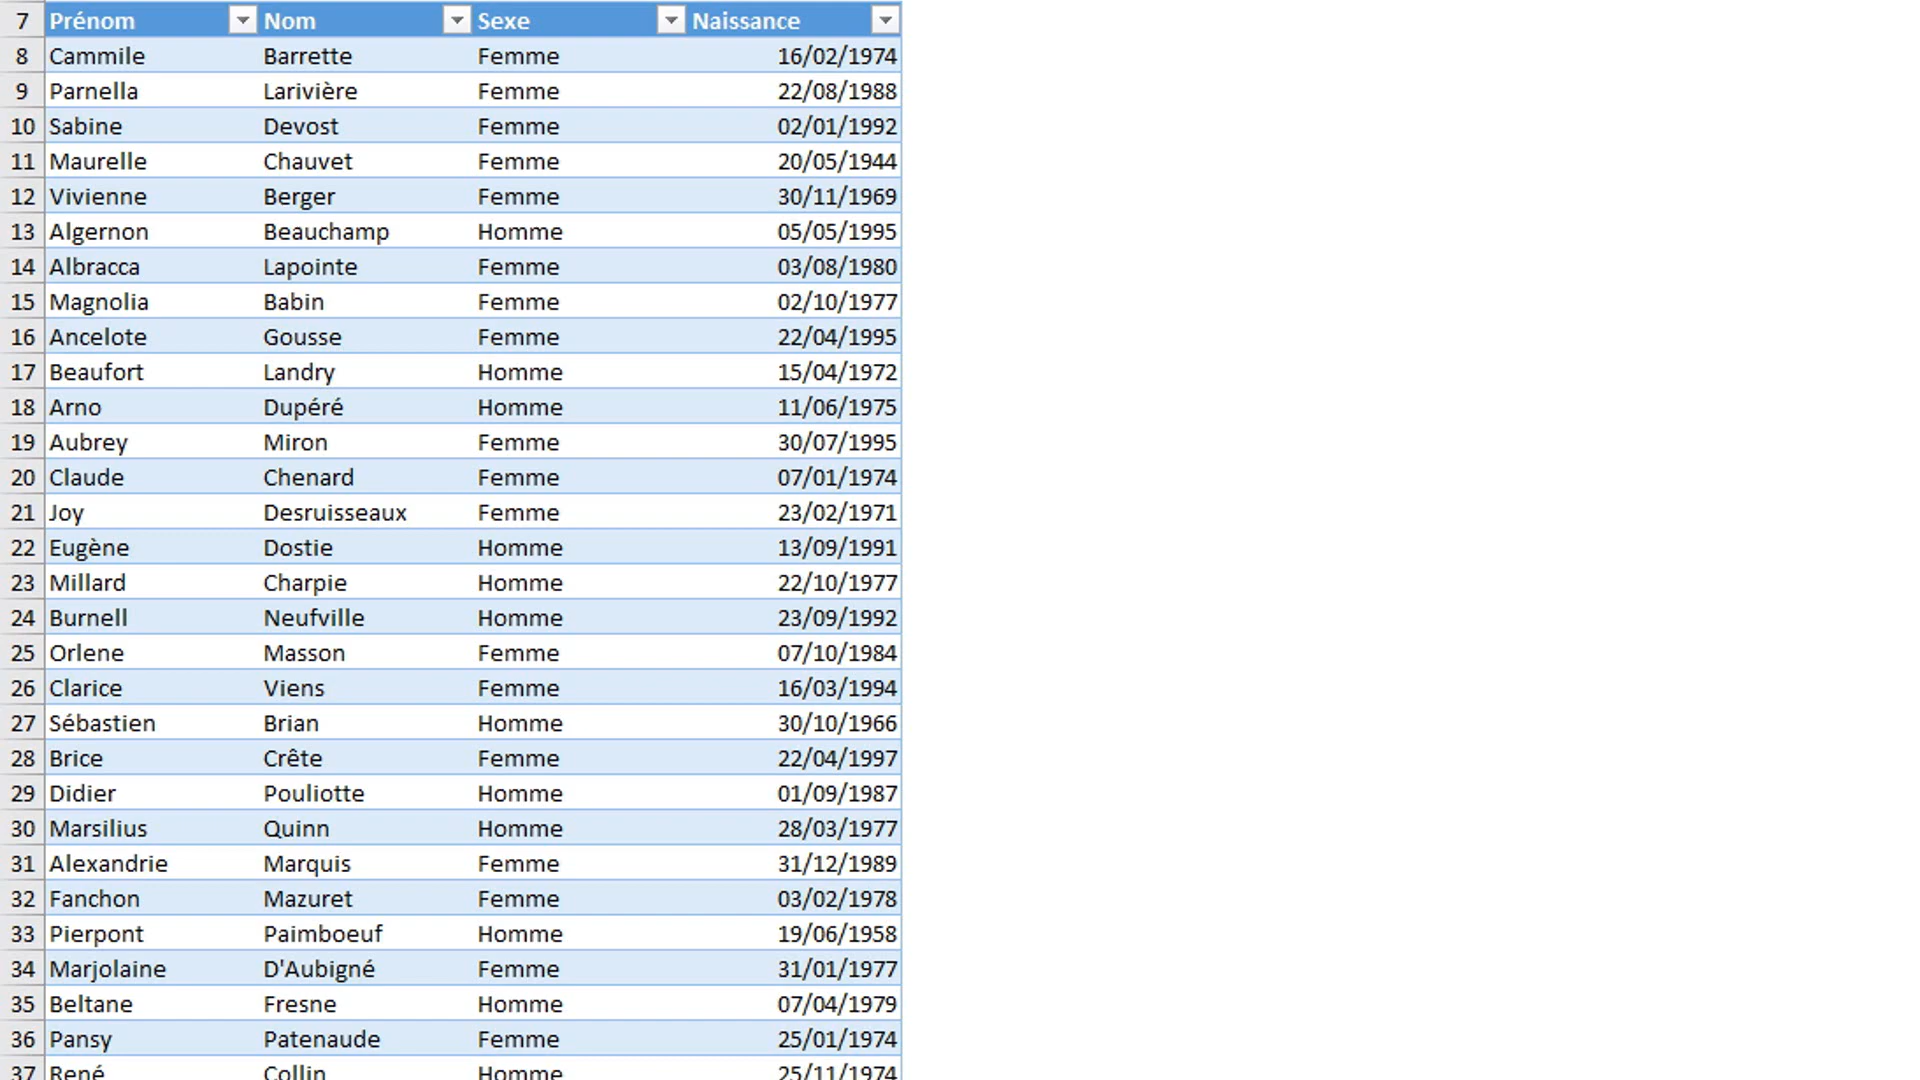 7 Prénom Nom Sexe Naissance
8 Cammile Barrette Femme 16/02/1974
9 Parnella Larivière Femme 22/08/1988
10 Sabine Devost Femme 02/01/1992
11 Maurelle Chauvet Femme 20/05/1944
12 Vivienne Berger Femme 30/11/1969
13 Algernon Beauchamp Homme 05/05/1995
14 Albracca Lapointe Femme 03/08/1980
15 Magnolia Babin Femme 02/10/1977
16 Ancelote Gousse Femme 22/04/1995
17 Beaufort Landry Homme 15/04/1972
18 Arno Dupéré Homme 11/06/1975
19 Aubrey Miron Femme 30/07/1995
20 Claude Chenard Femme 07/01/1974
21 Joy Desruisseaux Femme 23/02/1971
22 Eugène Dostie Homme 13/09/1991
23 Millard Charpie Homme 22/10/1977
24 Burnell Neufville Homme 23/09/1992
25 Orlene Masson Femme 07/10/1984
26 Clarice Viens Femme 16/03/1994
27 Sébastien Brian Homme 30/10/1966
28 Brice Crête Femme 22/04/1997
29 Didier Pouliotte Homme 01/09/1987
30 Marsilius Quinn Homme 28/03/1977
31 Alexandrie Marquis Femme 31/12/1989
32 Fanchon Mazuret Femme 03/02/1978
33 Pierpont Paimboeuf Homme 19/06/1958
34 Marjolaine D'Aubigné Femme 31/01/1977
35 Beltane Fresne Homme 07/04/1979
36 Pansy Patenaude Femme 25/01/1974
37 René Collin Homme 25/11/1974